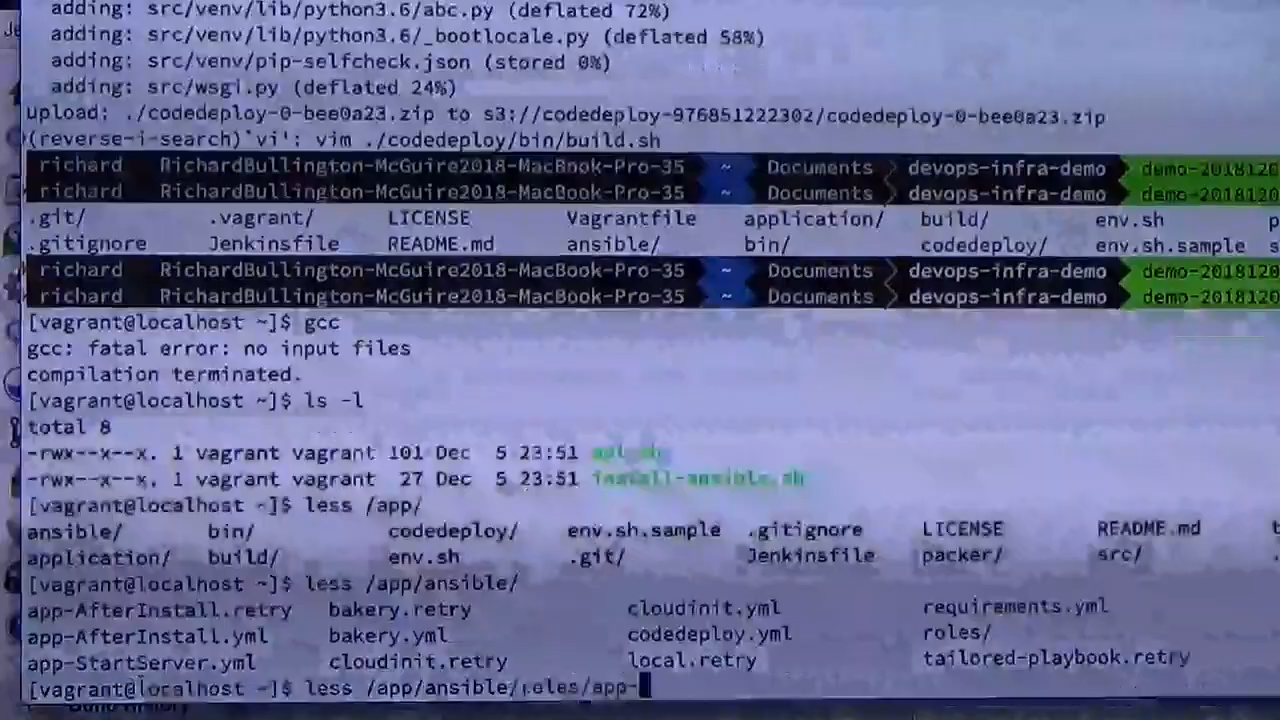 adding: src/venv/lib/python3.6/abc.py (deflated 72%)
adding: src/venv/lib/python3.6/_bootlocale.py (deflated 58%)
adding: src/venv/pip-selfcheck.json (stored 0%)
adding: src/wsgi.py (deflated 24%)
upload: ./codedeploy-0-bee0a23.zip to s3://codedeploy-976851222302/codedeploy-0-bee0a23.zip
(reverse-i-search)`vi': vim ./codedeploy/bin/build.sh
richard RichardBullington-McGuire2018-MacBook-Pro-35 ~ Documents devops-infra-demo demo-2018120
richard RichardBullington-McGuire2018-MacBook-Pro-35 ~ Documents devops-infra-demo demo-2018120
.git/ .vagrant/ LICENSE Vagrantfile application/ build/ env.sh p
.gitignore Jenkinsfile README.md ansible/ bin/ codedeploy/ env.sh.sample s
richard RichardBullington-McGuire2018-MacBook-Pro-35 ~ Documents devops-infra-demo demo-2018120
richard RichardBullington-McGuire2018-MacBook-Pro-35 ~ Documents devops-infra-demo demo-2018120
[vagrant@localhost ~]$ gcc
gcc: fatal error: no input files
compilation terminated.
[vagrant@localhost ~]$ ls -l
total 8
-rwx--x--x. 1 vagrant vagrant 101 Dec 5 23:51
-rwx--x--x. 1 vagrant vagrant 27 Dec 5 23:51 install-ansible.sh
[vagrant@localhost ~]$ less /app/
ansible/ bin/ codedeploy/ env.sh.sample .gitignore LICENSE README.md
application/ build/ env.sh .git/ Jenkinsfile packer/ src/
[vagrant@localhost ~]$ less /app/ansible/
app-AfterInstall.retry bakery.retry cloudinit.yml requirements.yml
app-AfterInstall.yml bakery.yml codedeploy.yml roles/
app-StartServer.yml cloudinit.retry local.retry tailored-playbook.retry
[vagrant@localhost ~]$ less /app/ansible/roles/app-